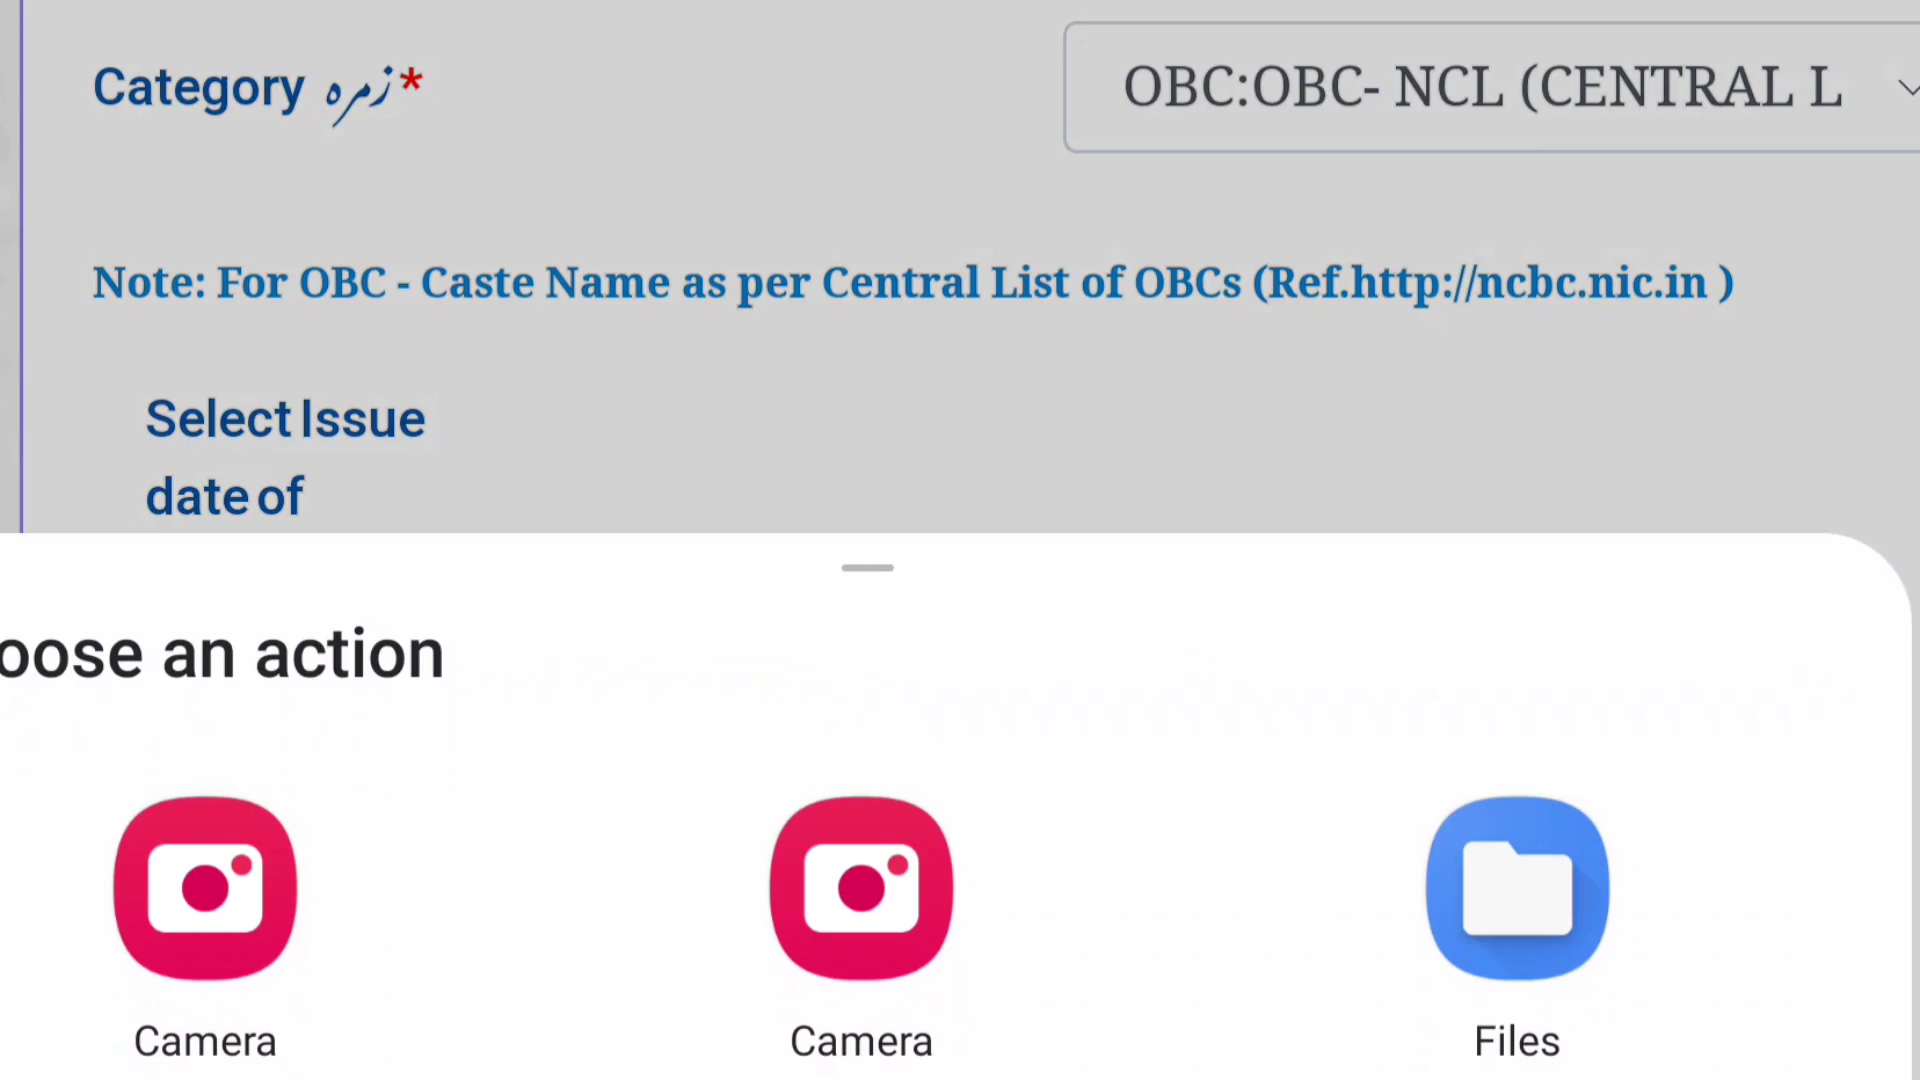 Category زمرہ*
OBC:OBC- NCL (CENTRAL L
Note: For OBC - Caste Name as per Central List of OBCs (Ref.http://ncbc.nic.in )
Select Issue
date of
oose an action
Camera
Camera
Files